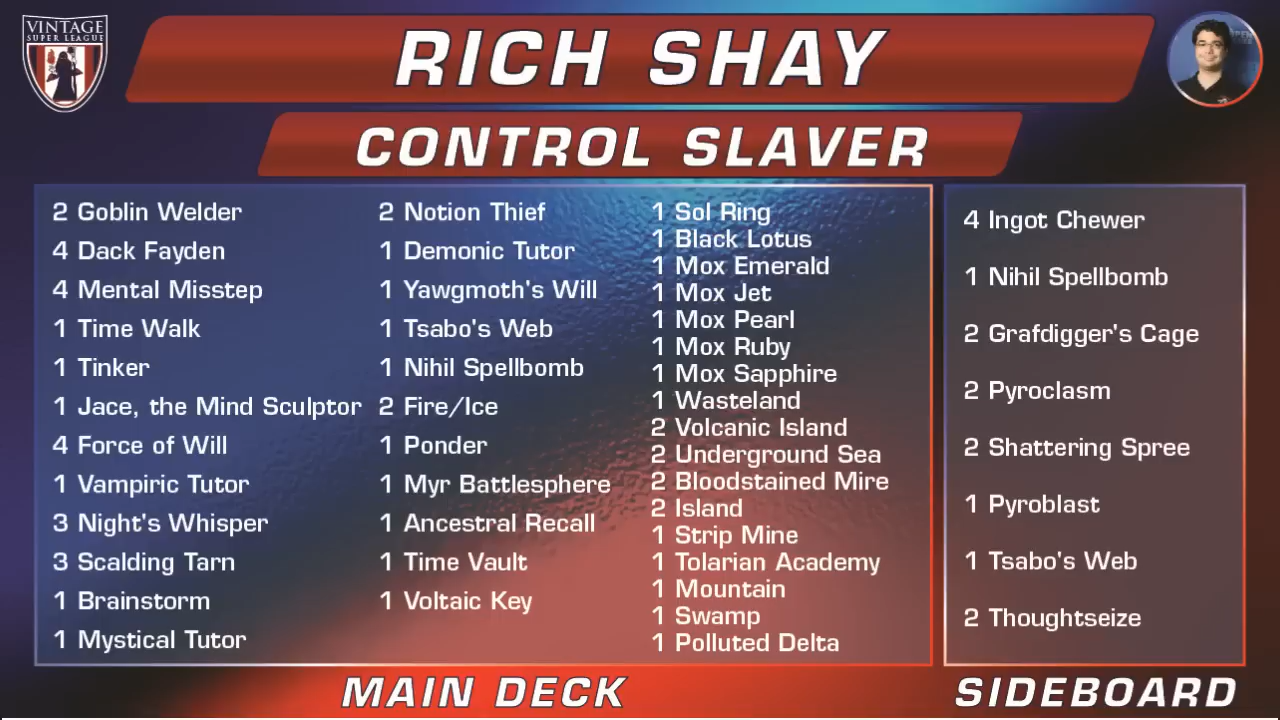 VINTAGE
SUPER LEAGUE
RICH SHAY
CONTROL SLAVER
2 Goblin Welder
4 Dack Fayden
4 Mental Misstep
1 Time Walk
1 Tinker
1 Jace, the Mind Sculptor
4 Force of Will
1 Vampiric Tutor
3 Night's Whisper
3 Scalding Tarn
1 Brainstorm
1 Mystical Tutor
2 Notion Thief
1 Demonic Tutor
1 Yawgmoth's Will
1 Tsabo's Web
1 Nihil Spellbomb
2 Fire/Ice
1 Ponder
1 Myr Battlesphere
1 Ancestral Recall
1 Time Vault
1 Voltaic Key
1 Sol Ring
1 Black Lotus
1 Mox Emerald
1 Mox Jet
1 Mox Pearl
1 Mox Ruby
1 Mox Sapphire
1 Wasteland
2 Volcanic Island
2 Underground Sea
2 Bloodstained Mire
2 Island
1 Strip Mine
1 Tolarian Academy
1 Mountain
1 Swamp
1 Polluted Delta
4 Ingot Chewer
1 Nihil Spellbomb
2 Grafdigger's Cage
2 Pyroclasm
2 Shattering Spree
1 Pyroblast
1 Tsabo's Web
2 Thoughtseize
MAIN DECK
SIDEBOARD